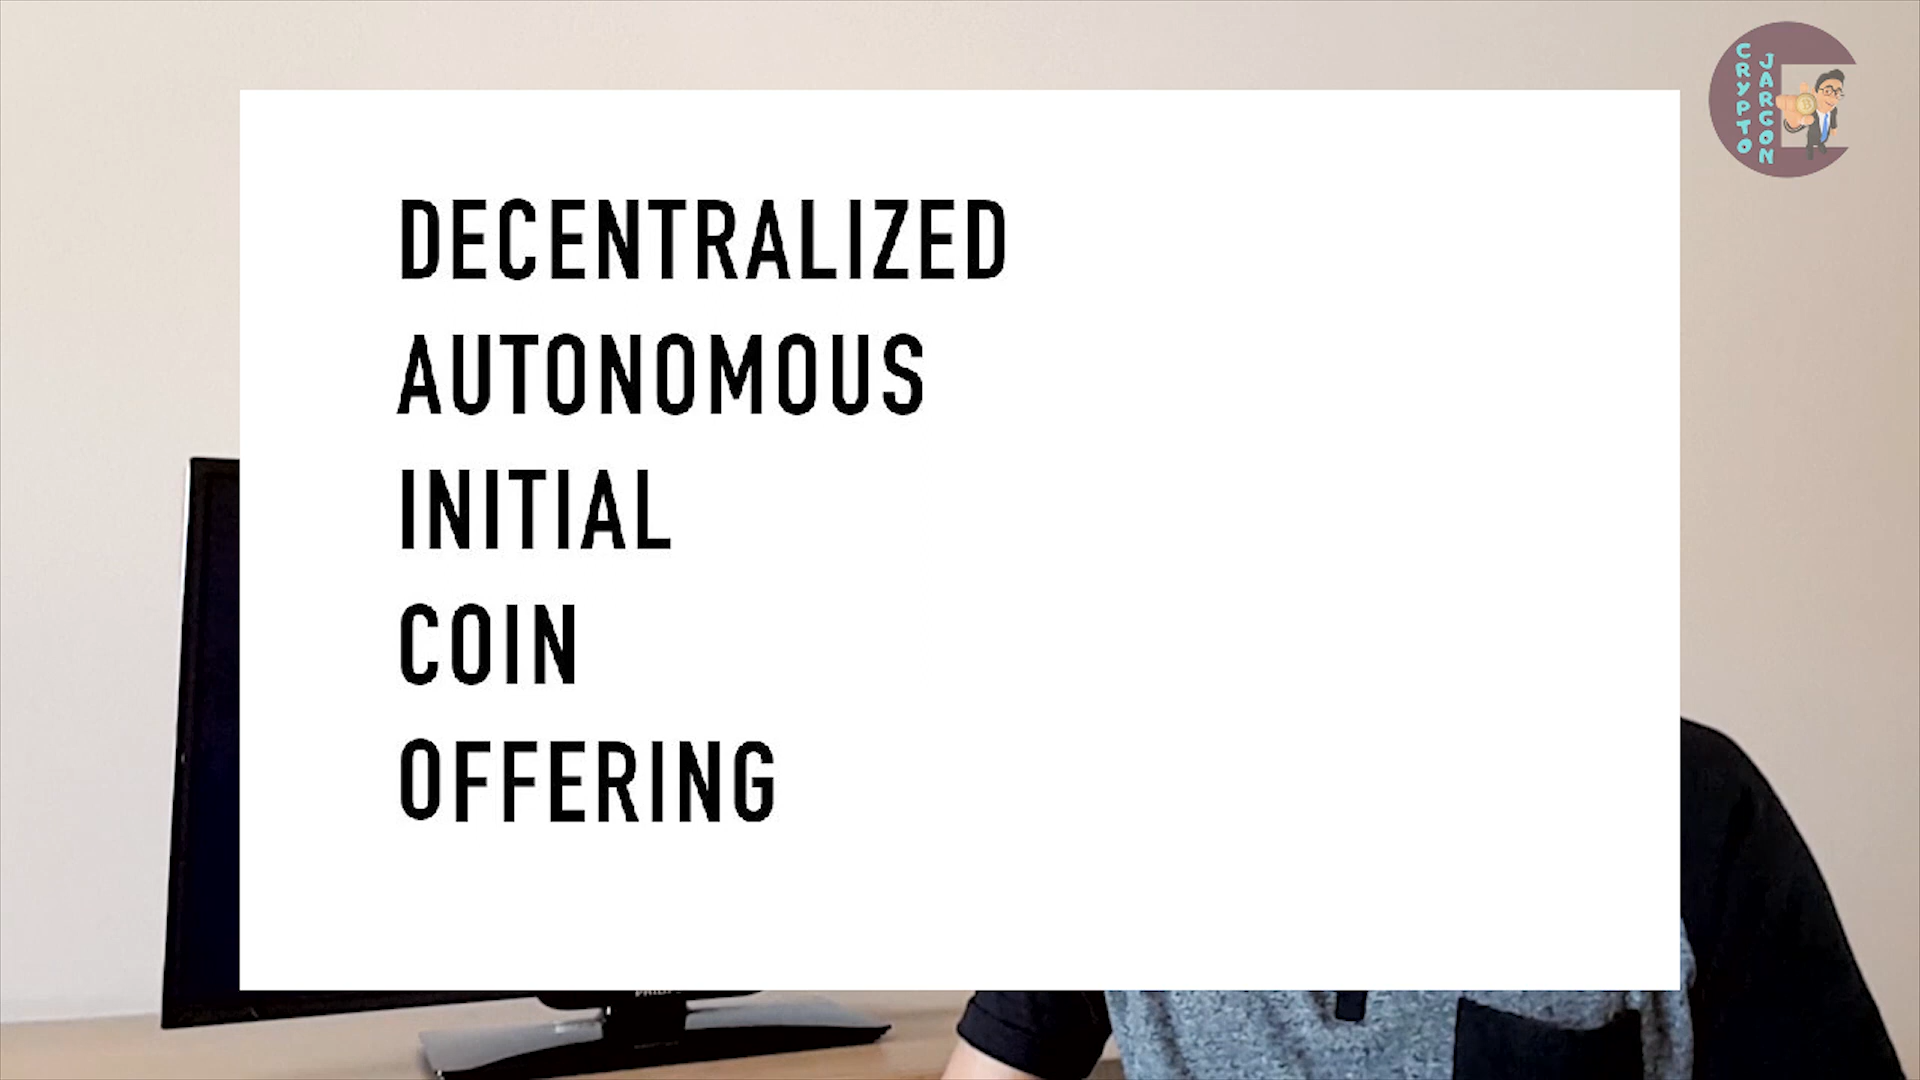 DECENTRALIZED
AUTONOMOUS
INITIAL
COIN
OFFERING
CRYPTO
JARGON